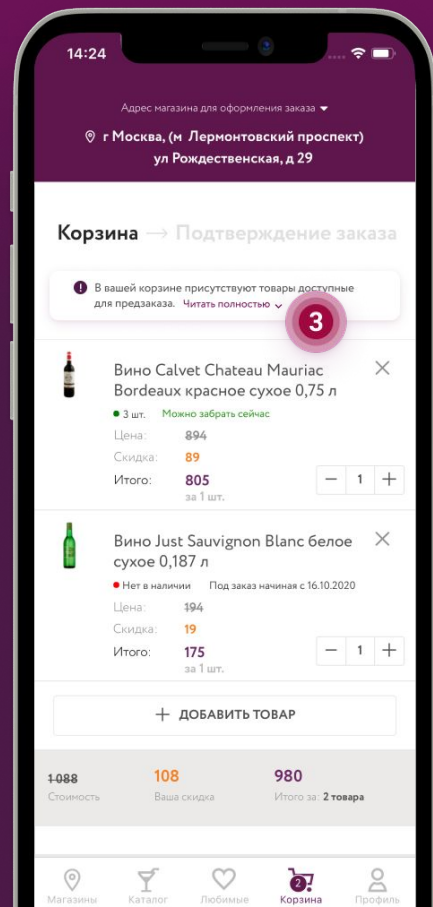 14:24
Адрес магазина для оформления заказа
г Москва, (м Лермонтовский проспект)
ул Рождественская, д 29
Корзина → Подтверждение заказа
В вашей корзине присутствуют товары доступные
для предзаказа. Читать полностью
3
Вино Calvet Chateau Mauriac
Bordeaux красное сухое 0,75 л
3 шт. Можно забрать сейчас
Цена: 894
Скидка: 89
Итого: 805
за 1 шт.
− 1 +
Вино Just Sauvignon Blanc белое
сухое 0,187 л
Нет в наличии Под заказ начиная с 16.10.2020
Цена: 194
Скидка: 19
Итого: 175
за 1 шт.
− 1 +
+ ДОБАВИТЬ ТОВАР
1 088 108 980
Стоимость Ваша скидка Итого за: 2 товара
2
Магазины Каталог Любимые Корзина Профиль